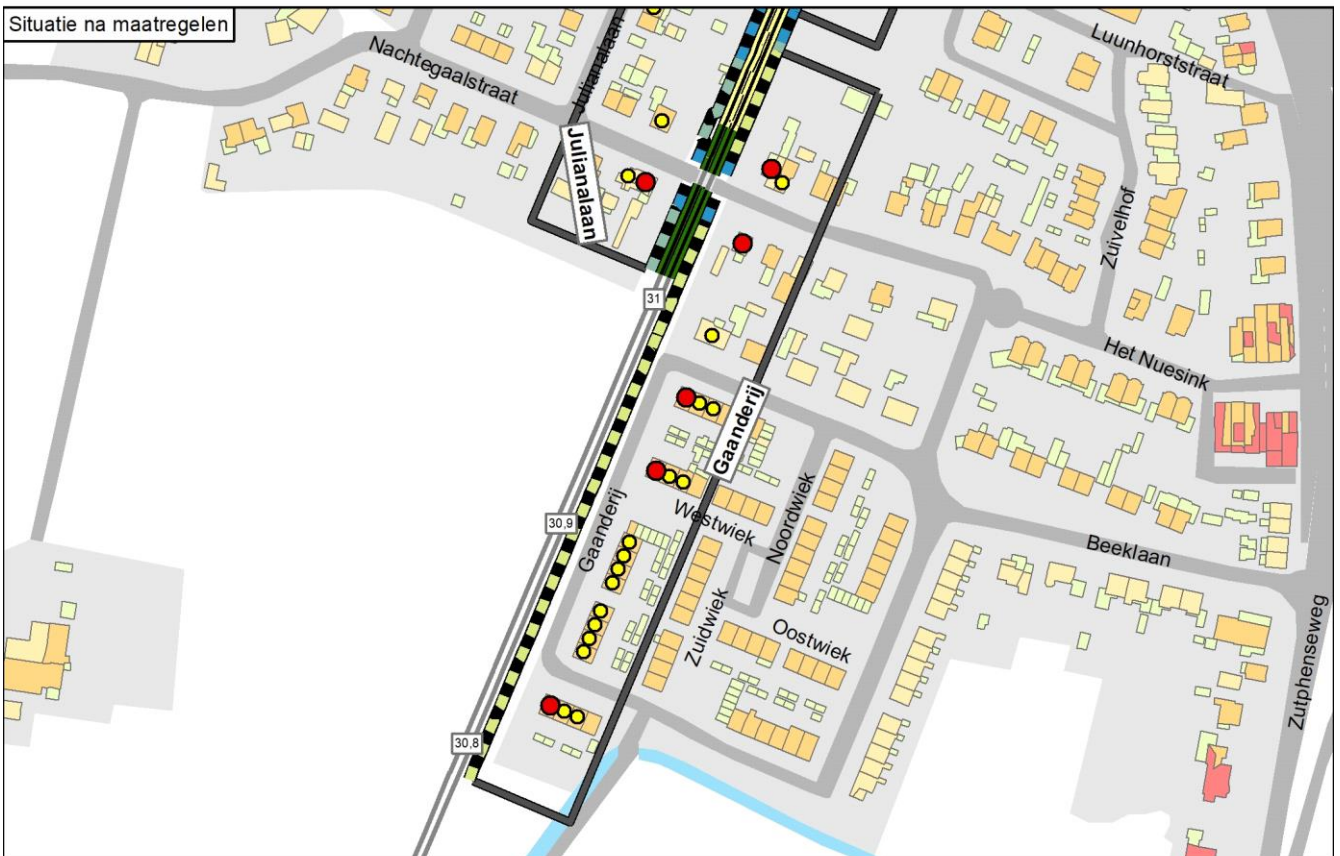 Situatie na maatregelen
Nachtegaalstraat
Julianalaan
Julianalaan
Luunhorststraat
Zuivelhof
Het Nuesink
31
Gaanderij
30,9
Gaanderij
Westwiek
Noordwiek
Beeklaan
Zuidwiek
Oostwiek
Zutphenseweg
30,8